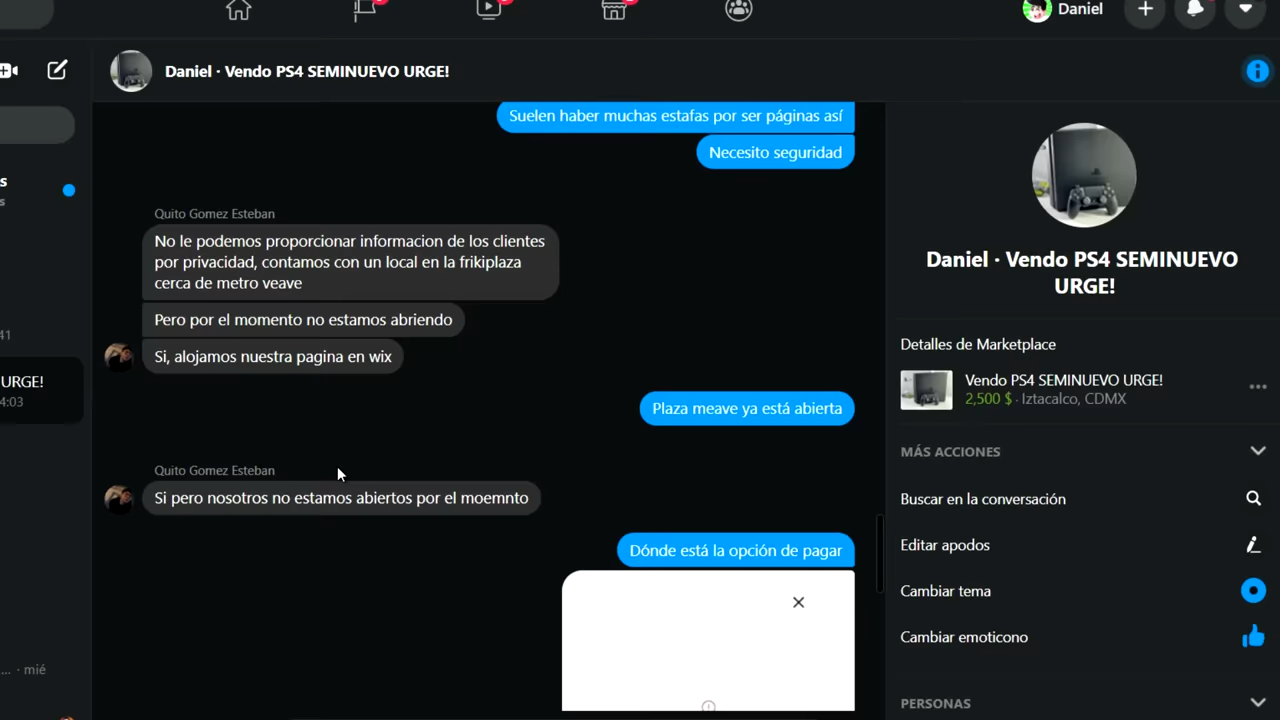 Daniel
Daniel · Vendo PS4 SEMINUEVO URGE!
Suelen haber muchas estafas por ser páginas así
Necesito seguridad
Quito Gomez Esteban
No le podemos proporcionar informacion de los clientes
por privacidad, contamos con un local en la frikiplaza
cerca de metro veave
Pero por el momento no estamos abriendo
Si, alojamos nuestra pagina en wix
Plaza meave ya está abierta
Quito Gomez Esteban
Si pero nosotros no estamos abiertos por el moemnto
Dónde está la opción de pagar
s
s
41
URGE!
4:03
... · mié
Daniel · Vendo PS4 SEMINUEVO
URGE!
Detalles de Marketplace
Vendo PS4 SEMINUEVO URGE!
2,500 $ · Iztacalco, CDMX
MÁS ACCIONES
Buscar en la conversación
Editar apodos
Cambiar tema
Cambiar emoticono
PERSONAS